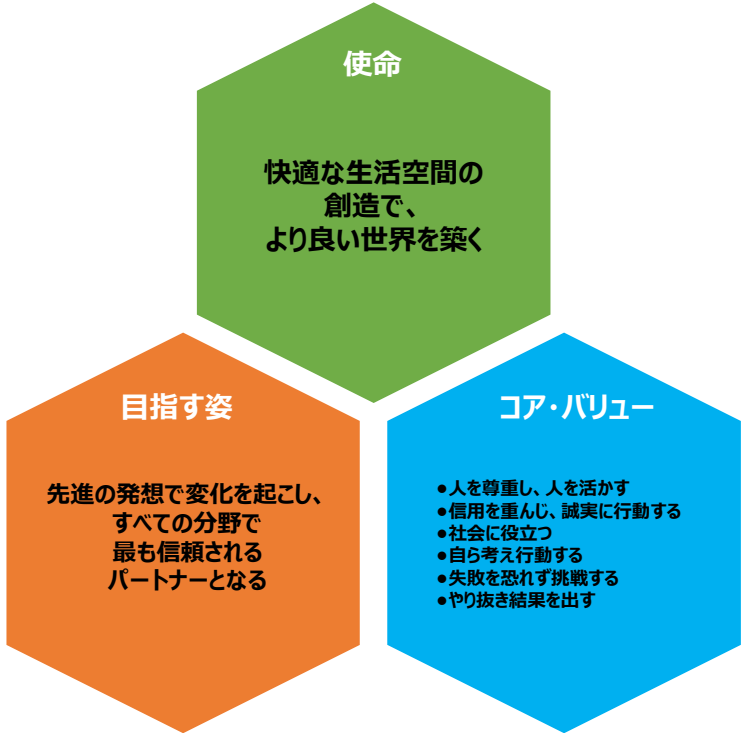 使命
快適な生活空間の
創造で、
より良い世界を築く
目指す姿
先進の発想で変化を起こし、
すべての分野で
最も信頼される
パートナーとなる
コア・バリュー
●人を尊重し、人を活かす
●信用を重んじ、誠実に行動する
●社会に役立つ
●自ら考え行動する
●失敗を恐れず挑戦する
●やり抜き結果を出す